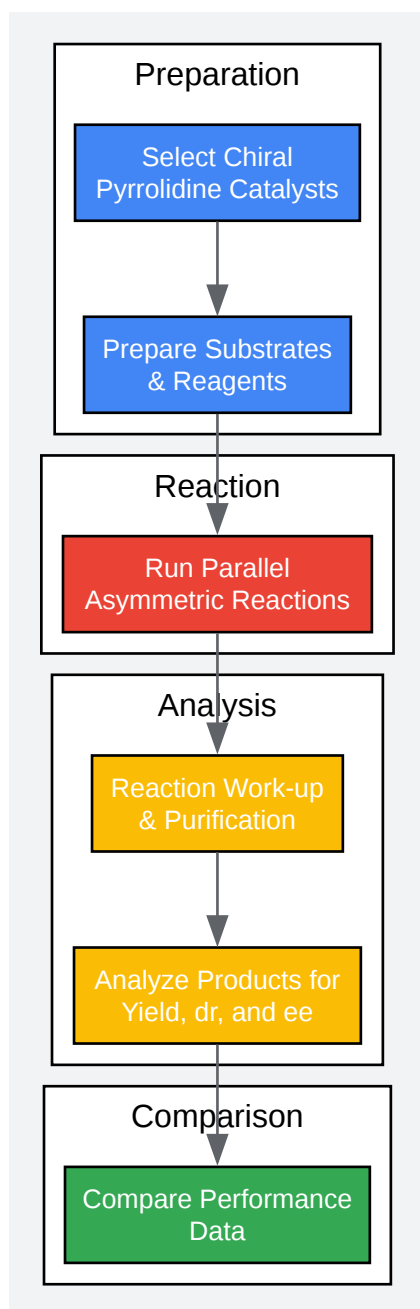 Preparation
Select Chiral
Pyrrolidine Catalysts
Prepare Substrates
& Reagents
Reaction
Run Parallel
Asymmetric Reactions
Analysis
Reaction Work-up
& Purification
Analyze Products for
Yield, dr, and ee
Comparison
Compare Performance
Data